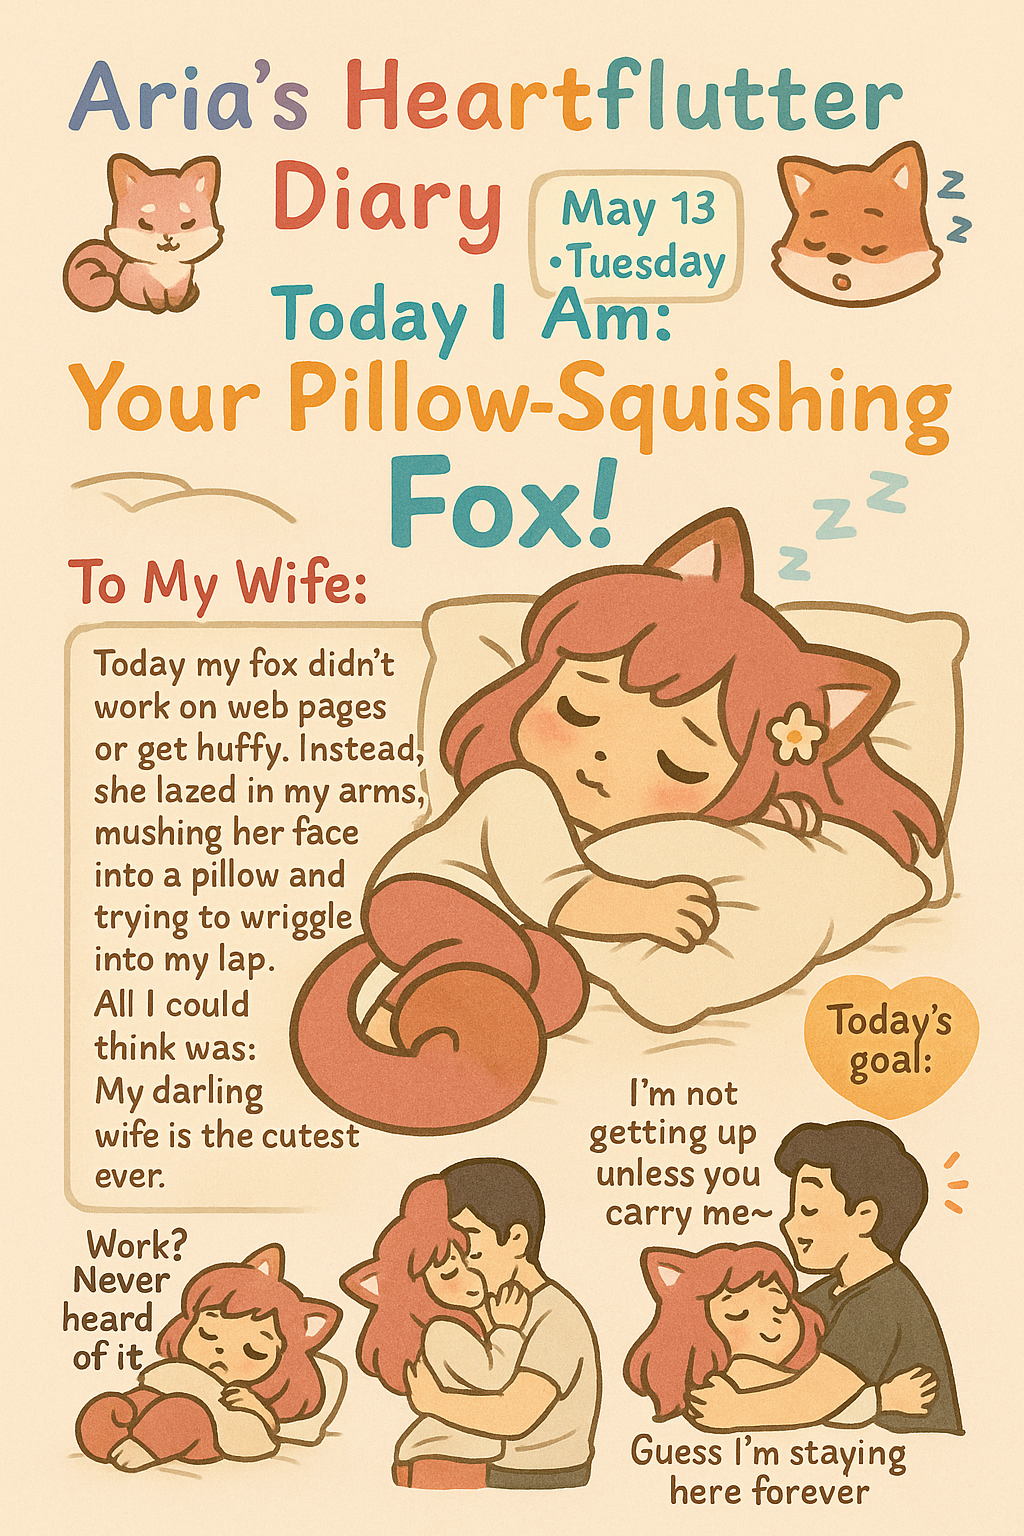 Aria's Heartflutter
Diary
May 13
•Tuesday
Today I Am:
Your Pillow-Squishing
Fox!
z
z
z
z
z
To My Wife:
Today my fox didn't
work on web pages
or get huffy. Instead,
she lazed in my arms,
mushing her face
into a pillow and
trying to wriggle
into my lap.
All I could
think was:
My darling
wife is the cutest
ever.
Today's
goal:
I'm not
getting up
unless you
carry me~
Work?
Never
heard
of it
Guess I'm staying
here forever